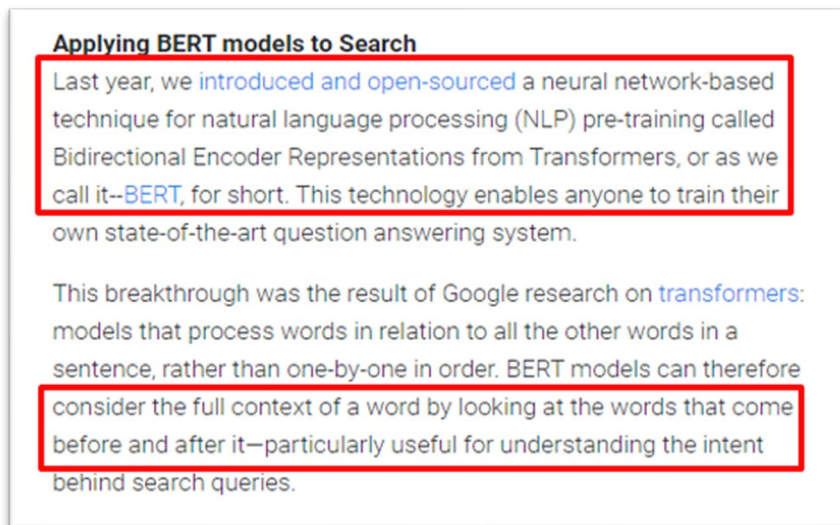 Applying BERT models to Search
Last year, we introduced and open-sourced a neural network-based
technique for natural language processing (NLP) pre-training called
Bidirectional Encoder Representations from Transformers, or as we
call it--BERT, for short. This technology enables anyone to train their
own state-of-the-art question answering system.
This breakthrough was the result of Google research on transformers:
models that process words in relation to all the other words in a
sentence, rather than one-by-one in order. BERT models can therefore
consider the full context of a word by looking at the words that come
before and after it—particularly useful for understanding the intent
behind search queries.